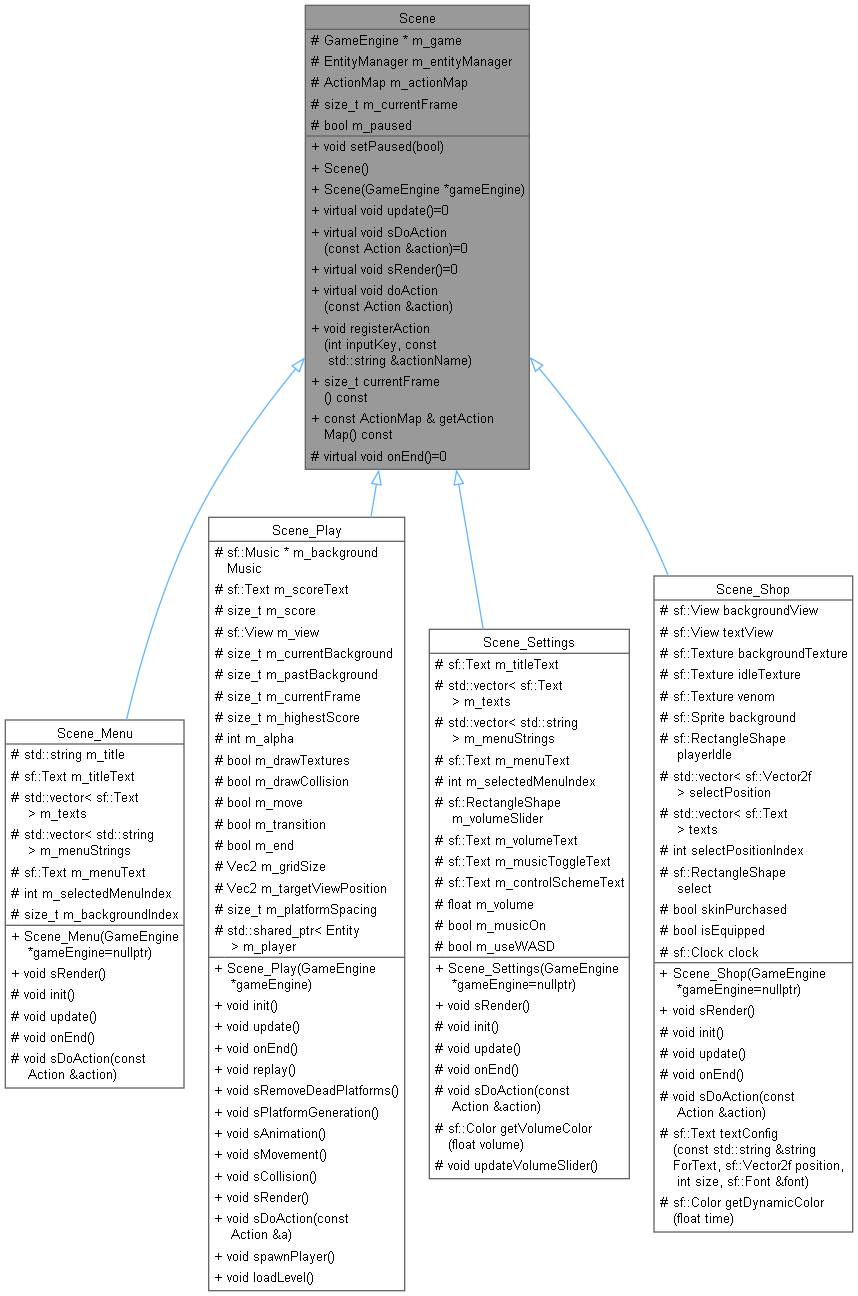 Scene
# GameEngine * m_game
# EntityManager m_entityManager
# ActionMap m_actionMap
# size_t m_currentFrame
# bool m_paused
+ void setPaused(bool)
+ Scene()
+ Scene(GameEngine *gameEngine)
+ virtual void update()=0
+ virtual void sDoAction
(const Action &action)=0
+ virtual void sRender()=0
+ virtual void doAction
(const Action &action)
+ void registerAction
(int inputKey, const
std::string &actionName)
+ size_t currentFrame
() const
+ const ActionMap & getAction
Map() const
# virtual void onEnd()=0
Scene_Menu
# std::string m_title
# sf::Text m_titleText
# std::vector< sf::Text
> m_texts
# std::vector< std::string
> m_menuStrings
# sf::Text m_menuText
# int m_selectedMenuIndex
# size_t m_backgroundIndex
+ Scene_Menu(GameEngine
*gameEngine=nullptr)
+ void sRender()
# void init()
# void update()
# void onEnd()
# void sDoAction(const
Action &action)
Scene_Play
# sf::Music * m_background
Music
# sf::Text m_scoreText
# size_t m_score
# sf::View m_view
# size_t m_currentBackground
# size_t m_pastBackground
# size_t m_currentFrame
# size_t m_highestScore
# int m_alpha
# bool m_drawTextures
# bool m_drawCollision
# bool m_move
# bool m_transition
# bool m_end
# Vec2 m_gridSize
# Vec2 m_targetViewPosition
# size_t m_platformSpacing
# std::shared_ptr< Entity
> m_player
+ Scene_Play(GameEngine
*gameEngine)
+ void init()
+ void update()
+ void onEnd()
+ void replay()
+ void sRemoveDeadPlatforms()
+ void sPlatformGeneration()
+ void sAnimation()
+ void sMovement()
+ void sCollision()
+ void sRender()
+ void sDoAction(const
Action &a)
+ void spawnPlayer()
+ void loadLevel()
Scene_Settings
# sf::Text m_titleText
# std::vector< sf::Text
> m_texts
# std::vector< std::string
> m_menuStrings
# sf::Text m_menuText
# int m_selectedMenuIndex
# sf::RectangleShape
m_volumeSlider
# sf::Text m_volumeText
# sf::Text m_musicToggleText
# sf::Text m_controlSchemeText
# float m_volume
# bool m_musicOn
# bool m_useWASD
+ Scene_Settings(GameEngine
*gameEngine=nullptr)
+ void sRender()
# void init()
# void update()
# void onEnd()
# void sDoAction(const
Action &action)
# sf::Color getVolumeColor
(float volume)
# void updateVolumeSlider()
Scene_Shop
# sf::View backgroundView
# sf::View textView
# sf::Texture backgroundTexture
# sf::Texture idleTexture
# sf::Texture venom
# sf::Sprite background
# sf::RectangleShape
playerIdle
# std::vector< sf::Vector2f
> selectPosition
# std::vector< sf::Text
> texts
# int selectPositionIndex
# sf::RectangleShape
select
# bool skinPurchased
# bool isEquipped
# sf::Clock clock
+ Scene_Shop(GameEngine
*gameEngine=nullptr)
+ void sRender()
# void init()
# void update()
# void onEnd()
# void sDoAction(const
Action &action)
# sf::Text textConfig
(const std::string &string
ForText, sf::Vector2f position,
int size, sf::Font &font)
# sf::Color getDynamicColor
(float time)